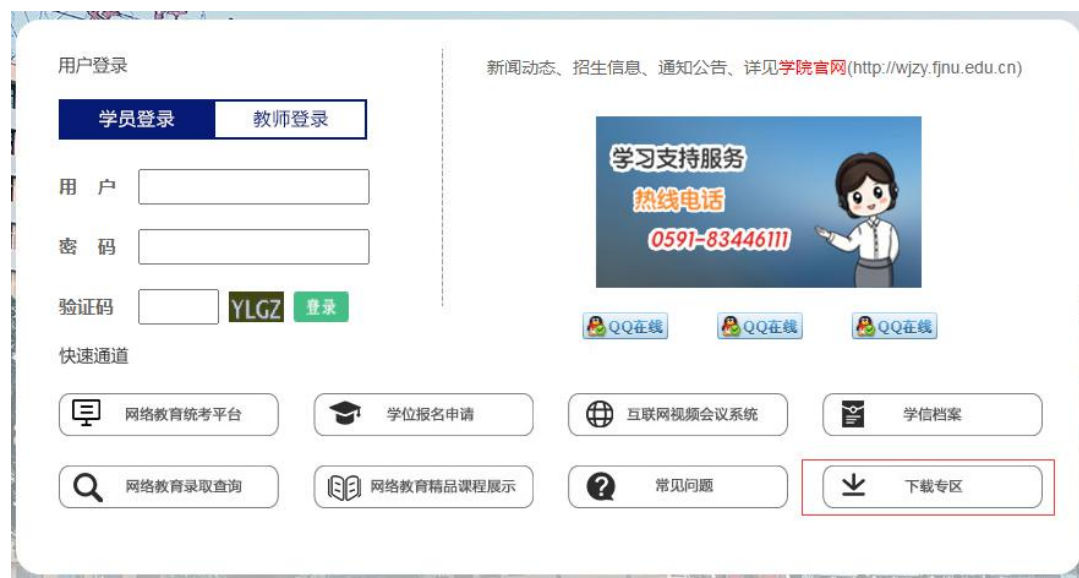 用户登录
新闻动态、招生信息、通知公告、详见学院官网(http://wjzy.fjnu.edu.cn)
学员登录
教师登录
用 户
密 码
验证码
YLGZ
登录
学习支持服务
热线电话
0591-83446111
QQ在线
QQ在线
QQ在线
快速通道
网络教育统考平台
学位报名申请
互联网视频会议系统
学信档案
网络教育录取查询
网络教育精品课程展示
常见问题
下载专区